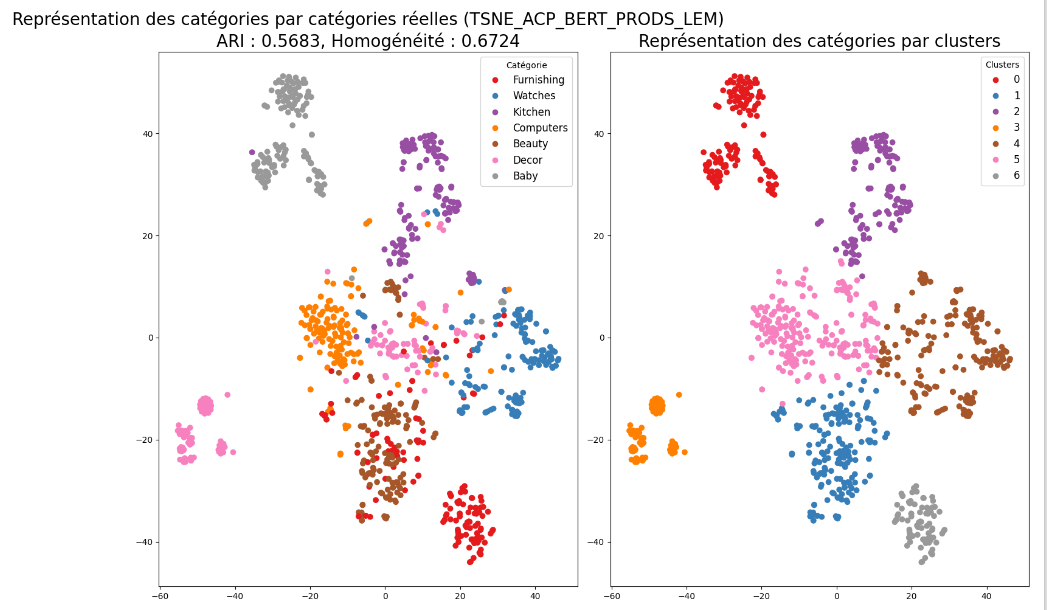 Représentation des catégories par catégories réelles (TSNE_ACP_BERT_PRODS_LEM)
ARI : 0.5683, Homogénéité : 0.6724
Catégorie
Furnishing
Watches
Kitchen
Computers
Beauty
Decor
Baby
40
20
0
−20
−40
−60
−40
−20
0
20
40
Représentation des catégories par clusters
Clusters
0
1
2
3
4
5
6
40
20
0
−20
−40
−60
−40
−20
0
20
40